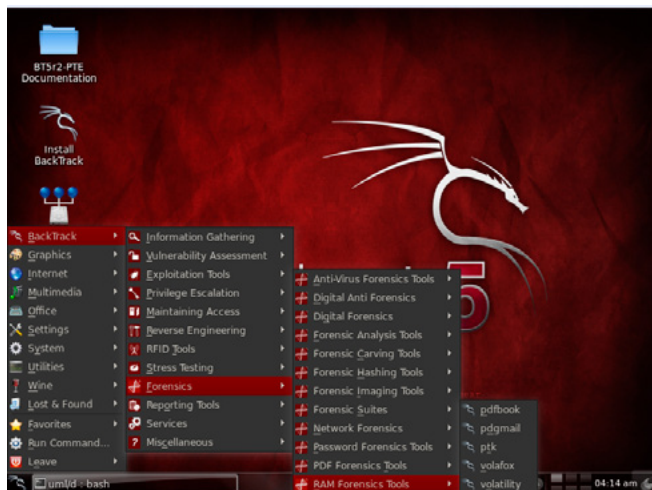 BT5r2-PTE
Documentation
Install
BackTrack
BackTrack
Graphics
Internet
Multimedia
Office
Settings
System
Utilities
Wine
Lost & Found
Favorites
Run Command...
Leave
Information Gathering
Vulnerability Assessment
Exploitation Tools
Privilege Escalation
Maintaining Access
Reverse Engineering
RFID Tools
Stress Testing
Forensics
Reporting Tools
Services
Miscellaneous
5
Anti-Virus Forensics Tools
Digital Anti Forensics
Digital Forensics
Forensic Analysis Tools
Forensic Carving Tools
Forensic Hashing Tools
Forensic Imaging Tools
Forensic Suites
Network Forensics
Password Forensics Tools
PDF Forensics Tools
RAM Forensics Tools
pdfbook
pdgmail
ptk
volafox
volatility
uml/d : bash
04:14 am